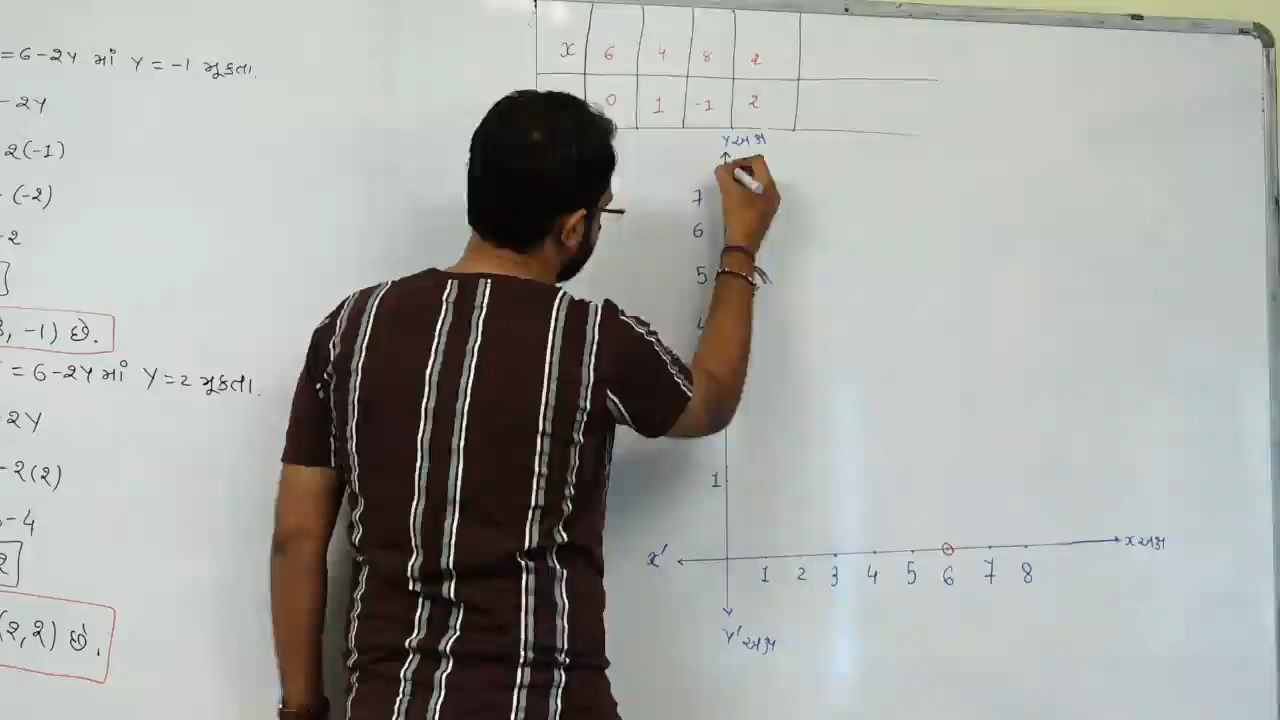 = 6-2Y માં Y = -1 મૂકતા.
- 2Y
2(-1)
- (-2)
- 2
, -1) છે.
= 6-2Y માં Y = 2 મૂકતા.
- 2Y
- 2(2)
- 4
2
(2, 2) છે.
x 6 4 8 2
0 1 -1 2
Y અક્ષ
7
6
5
1
X' X અક્ષ
1 2 3 4 5 6 7 8
Y' અક્ષ